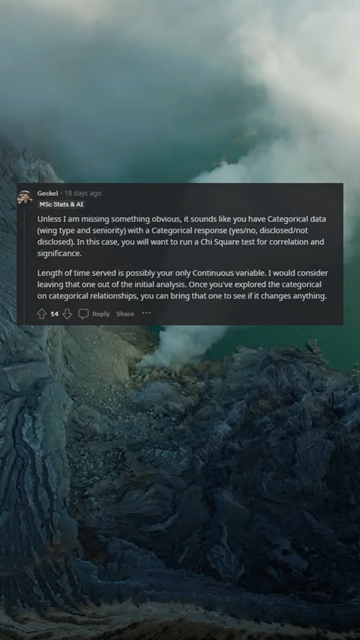 Geckel · 18 days ago
MSc Stats & AI
Unless I am missing something obvious, it sounds like you have Categorical data
(wing type and seniority) with a Categorical response (yes/no, disclosed/not
disclosed). In this case, you will want to run a Chi Square test for correlation and
significance.
Length of time served is possibly your only Continuous variable. I would consider
leaving that one out of the initial analysis. Once you've explored the categorical
on categorical relationships, you can bring that one to see if it changes anything.
14 Reply Share ···